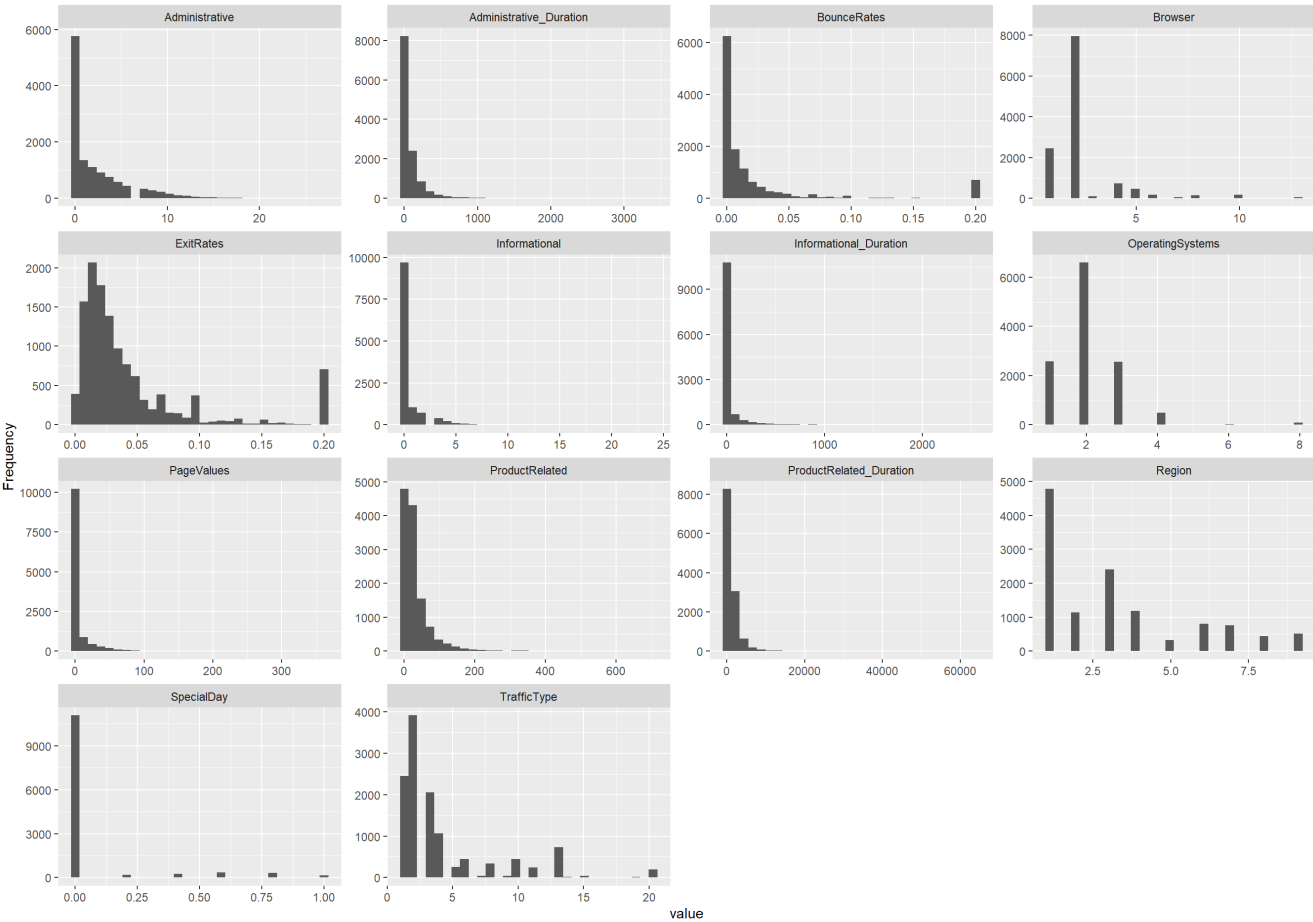 Administrative
Administrative_Duration
BounceRates
Browser
6000
4000
2000
0
0 10 20
8000
6000
4000
2000
0
0 1000 2000 3000
6000
4000
2000
0
0.00 0.05 0.10 0.15 0.20
8000
6000
4000
2000
0
5 10
ExitRates
Informational
Informational_Duration
OperatingSystems
2000
1500
1000
500
0
0.00 0.05 0.10 0.15 0.20
10000
7500
5000
2500
0
0 5 10 15 20 25
9000
6000
3000
0
0 1000 2000
6000
4000
2000
0
2 4 6 8
Frequency
PageValues
ProductRelated
ProductRelated_Duration
Region
10000
7500
5000
2500
0
0 100 200 300
5000
4000
3000
2000
1000
0
0 200 400 600
8000
6000
4000
2000
0
0 20000 40000 60000
5000
4000
3000
2000
1000
0
2.5 5.0 7.5
SpecialDay
TrafficType
9000
6000
3000
0
0.00 0.25 0.50 0.75 1.00
4000
3000
2000
1000
0
0 5 10 15 20
value